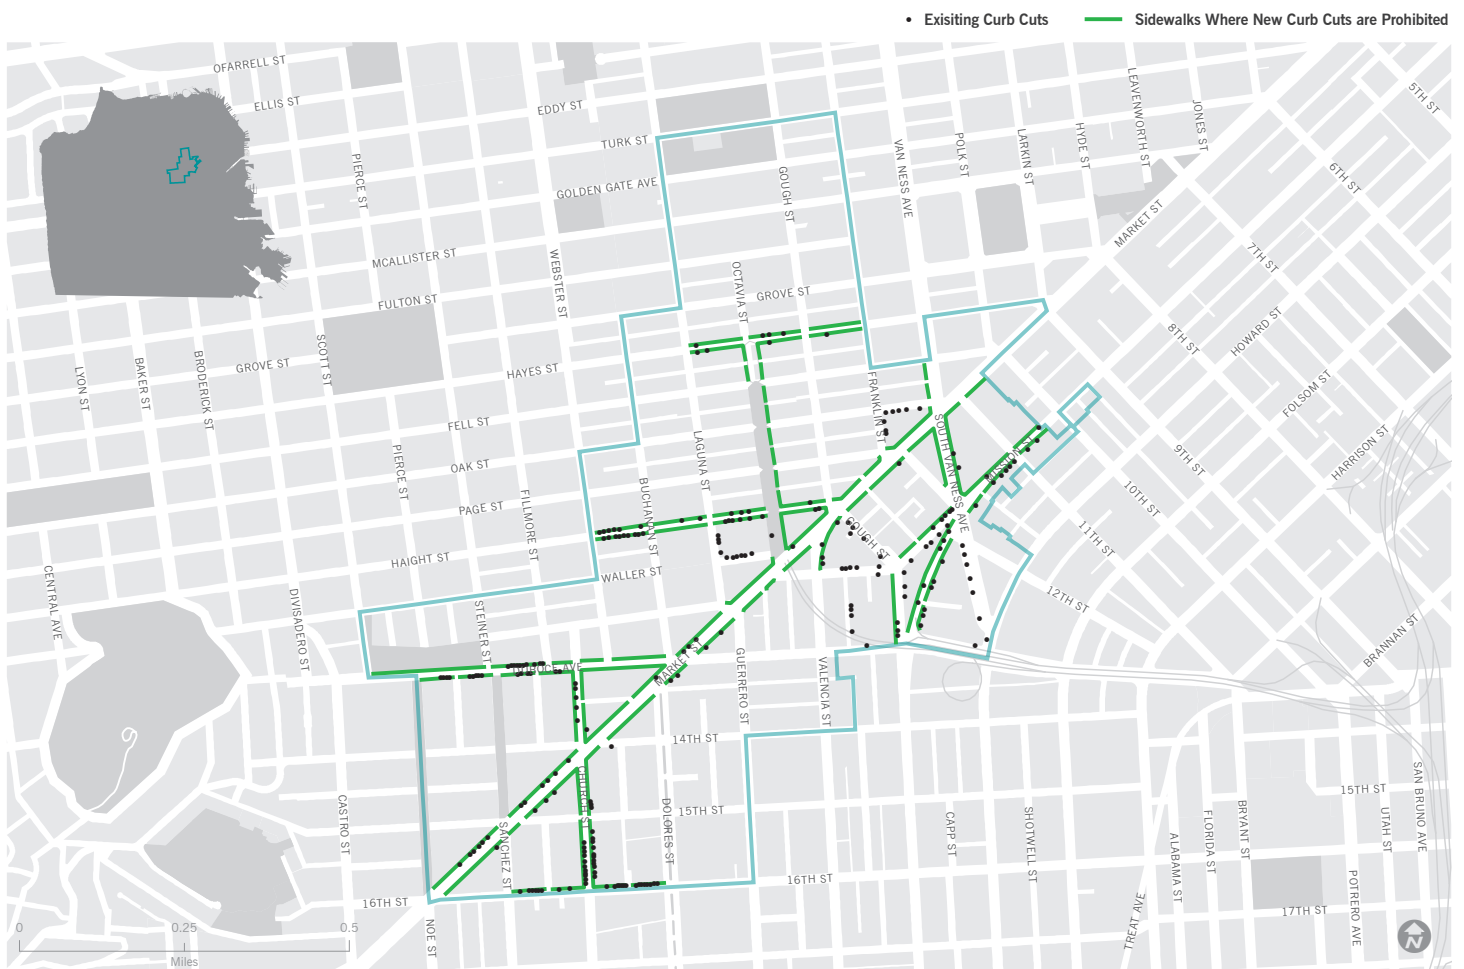 Exisiting Curb Cuts
Sidewalks Where New Curb Cuts are Prohibited
OFARRELL ST
ELLIS ST
EDDY ST
TURK ST
GOLDEN GATE AVE
PIERCE ST
MCALLISTER ST
FULTON ST
WEBSTER ST
OCTAVIA ST
GROVE ST
GOUGH ST
VAN NESS AVE
POLK ST
LARKIN ST
HYDE ST
LEAVENWORTH ST
JONES ST
5TH ST
6TH ST
MARKET ST
7TH ST
8TH ST
HOWARD ST
FOLSOM ST
HARRISON ST
9TH ST
10TH ST
11TH ST
12TH ST
BRANNAN ST
LYON ST
BAKER ST
BRODERICK ST
GROVE ST
SCOTT ST
HAYES ST
FELL ST
OAK ST
PAGE ST
HAIGHT ST
PIERCE ST
FILLMORE ST
BUCHANAN ST
LAGUNA ST
FRANKLIN ST
SOUTH VAN NESS AVE
MISSION ST
GOUGH ST
WALLER ST
CENTRAL AVE
DIVISADERO ST
STEINER ST
DUBOCE AVE
MARKET ST
GUERRERO ST
VALENCIA ST
14TH ST
15TH ST
CHURCH ST
SANCHEZ ST
DOLORES ST
CASTRO ST
16TH ST
16TH ST
NOE ST
CAPP ST
SHOTWELL ST
TREAT AVE
ALABAMA ST
FLORIDA ST
BRYANT ST
15TH ST
17TH ST
POTRERO AVE
UTAH ST
SAN BRUNO AVE
0
0.25
0.5
Miles
N